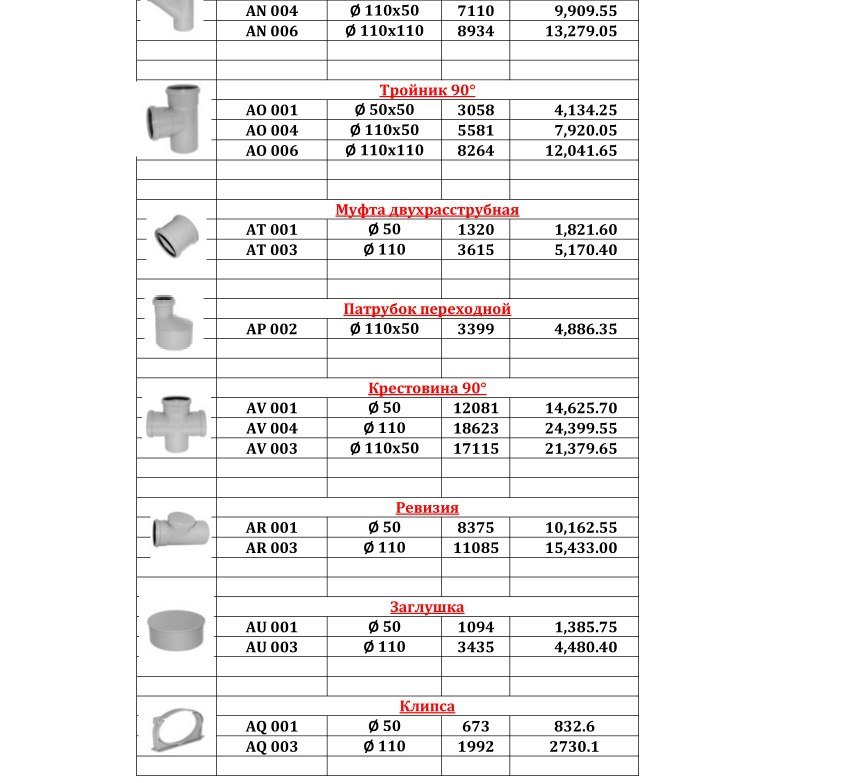 AN 004 Ø 110x50 7110 9,909.55
AN 006 Ø 110x110 8934 13,279.05
Тройник 90°
AO 001 Ø 50x50 3058 4,134.25
AO 004 Ø 110x50 5581 7,920.05
AO 006 Ø 110x110 8264 12,041.65
Муфта двухрасструбная
AT 001 Ø 50 1320 1,821.60
AT 003 Ø 110 3615 5,170.40
Патрубок переходной
AP 002 Ø 110x50 3399 4,886.35
Крестовина 90°
AV 001 Ø 50 12081 14,625.70
AV 004 Ø 110 18623 24,399.55
AV 003 Ø 110x50 17115 21,379.65
Ревизия
AR 001 Ø 50 8375 10,162.55
AR 003 Ø 110 11085 15,433.00
Заглушка
AU 001 Ø 50 1094 1,385.75
AU 003 Ø 110 3435 4,480.40
Клипса
AQ 001 Ø 50 673 832.6
AQ 003 Ø 110 1992 2730.1